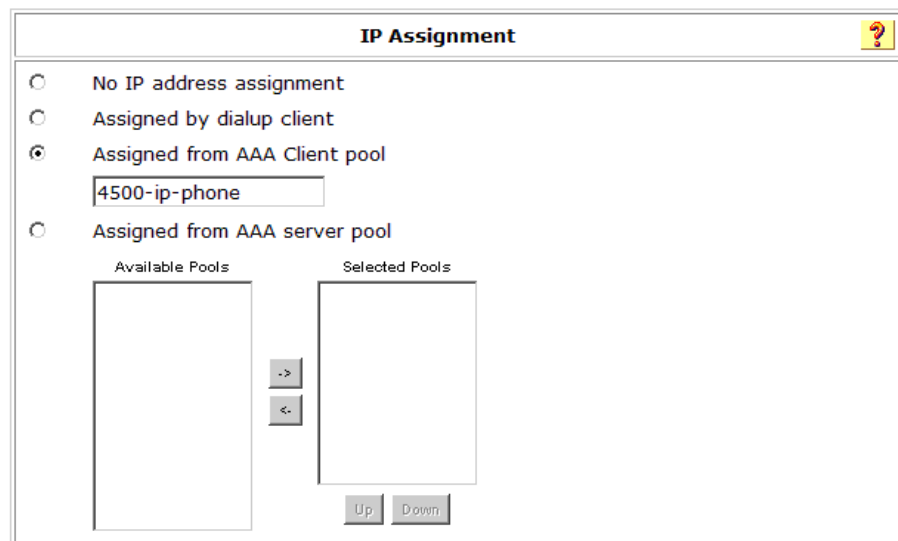 IP Assignment
?
No IP address assignment
Assigned by dialup client
Assigned from AAA Client pool
4500-ip-phone
Assigned from AAA server pool
Available Pools
Selected Pools
->
<-
Up
Down